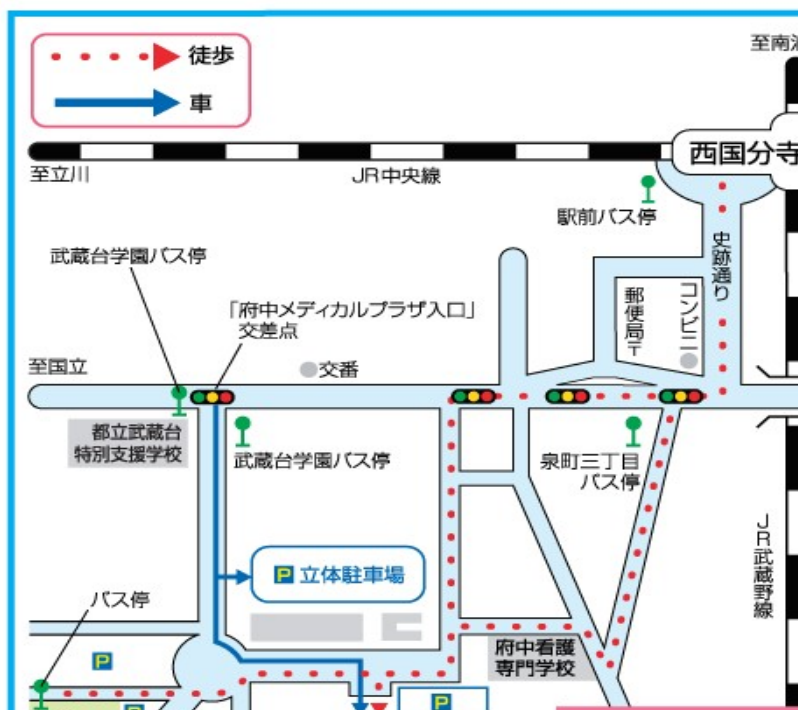 徒歩
車
至南
西国分寺
至立川
JR中央線
駅前バス停
武蔵台学園バス停
史跡通り
「府中メディカルプラザ入口」
交差点
郵便局〒
コンビニ
至国立
交番
都立武蔵台
特別支援学校
武蔵台学園バス停
泉町三丁目
バス停
JR武蔵野線
P 立体駐車場
バス停
府中看護
専門学校
P
P
P